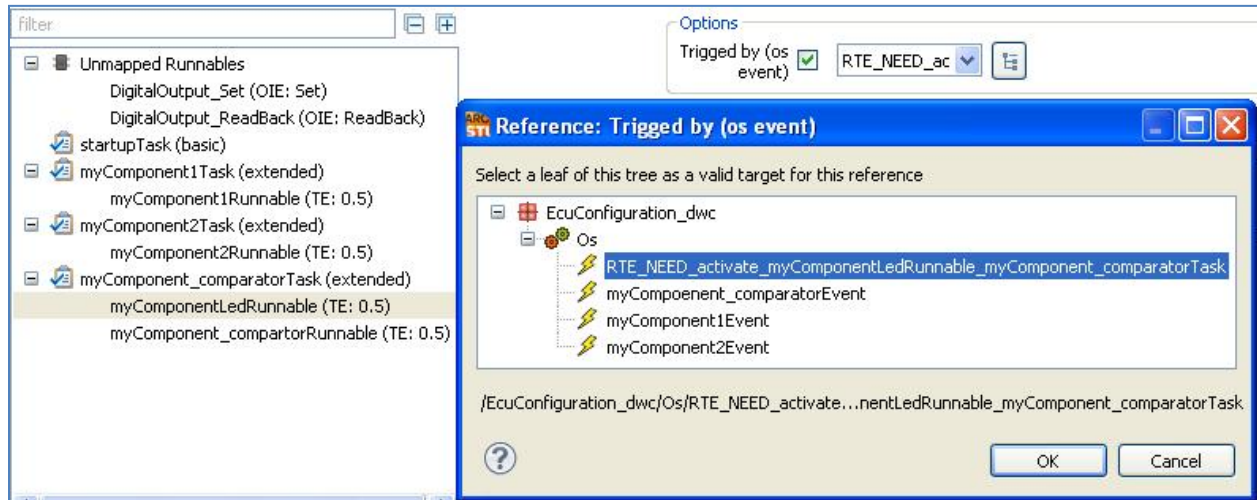 filter
Unmapped Runnables
DigitalOutput_Set (OIE: Set)
DigitalOutput_ReadBack (OIE: ReadBack)
startupTask (basic)
myComponent1Task (extended)
myComponent1Runnable (TE: 0.5)
myComponent2Task (extended)
myComponent2Runnable (TE: 0.5)
myComponent_comparatorTask (extended)
myComponentLedRunnable (TE: 0.5)
myComponent_compartorRunnable (TE: 0.5)
Options
Trigged by (os
event)
RTE_NEED_ac
Reference: Trigged by (os event)
Select a leaf of this tree as a valid target for this reference
EcuConfiguration_dwc
Os
RTE_NEED_activate_myComponentLedRunnable_myComponent_comparatorTask
myCompoenent_comparatorEvent
myComponent1Event
myComponent2Event
/EcuConfiguration_dwc/Os/RTE_NEED_activate...nentLedRunnable_myComponent_comparatorTask
?
OK
Cancel